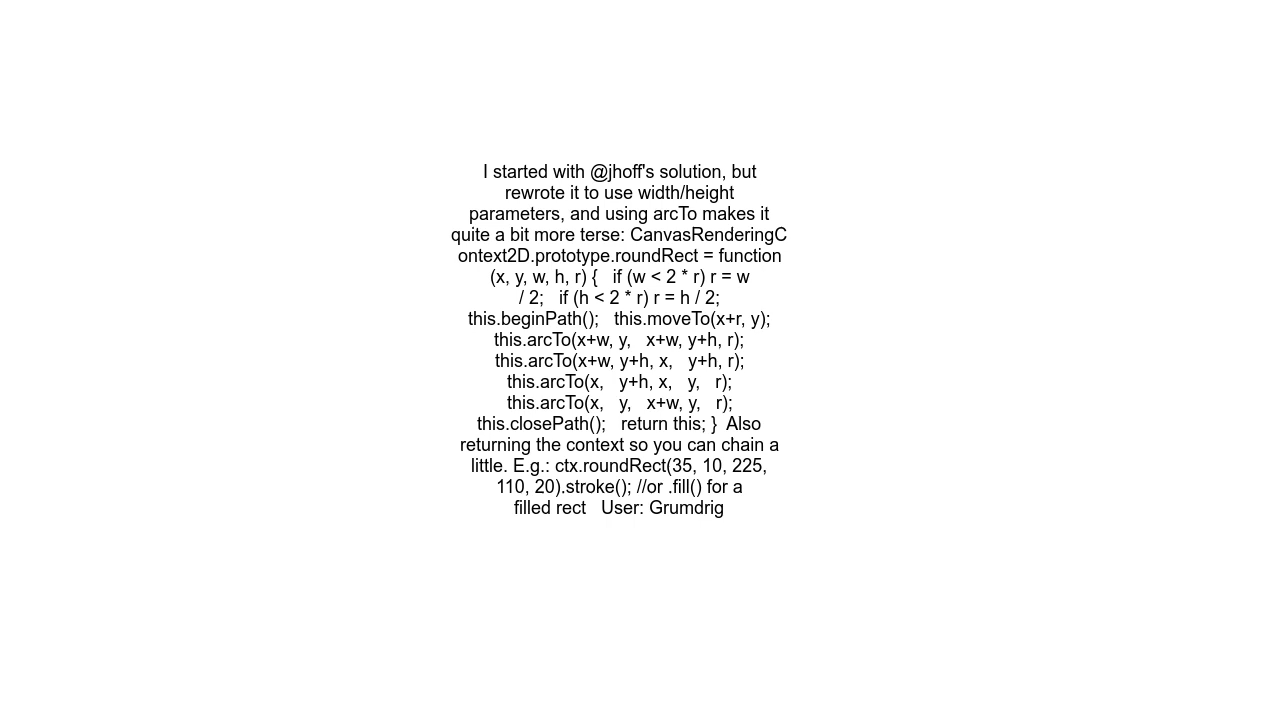 I started with @jhoff's solution, but
rewrote it to use width/height
parameters, and using arcTo makes it
quite a bit more terse: CanvasRenderingC
ontext2D.prototype.roundRect = function
(x, y, w, h, r) {   if (w < 2 * r) r = w
/ 2;   if (h < 2 * r) r = h / 2;
this.beginPath();   this.moveTo(x+r, y);
this.arcTo(x+w, y,   x+w, y+h, r);
this.arcTo(x+w, y+h, x,   y+h, r);
this.arcTo(x,   y+h, x,   y,   r);
this.arcTo(x,   y,   x+w, y,   r);
this.closePath();   return this; }  Also
returning the context so you can chain a
little. E.g.: ctx.roundRect(35, 10, 225,
110, 20).stroke(); //or .fill() for a
filled rect   User: Grumdrig